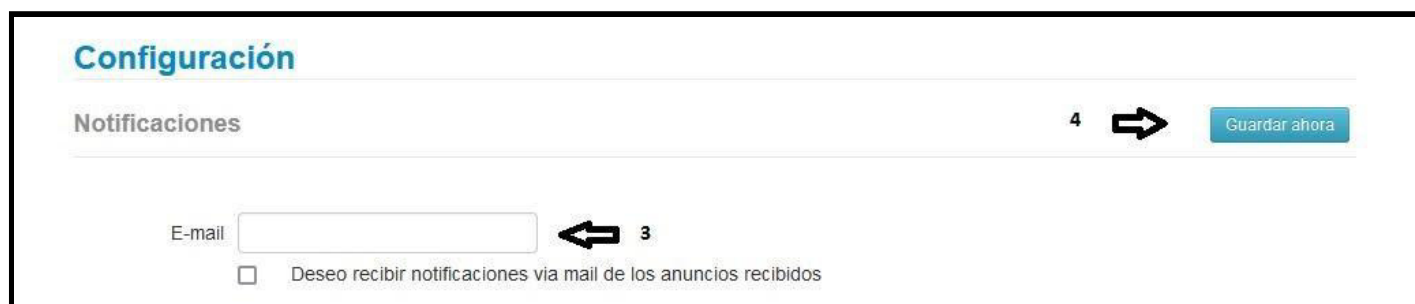 Configuración
Notificaciones 4 Guardar ahora
E-mail 3
Deseo recibir notificaciones via mail de los anuncios recibidos